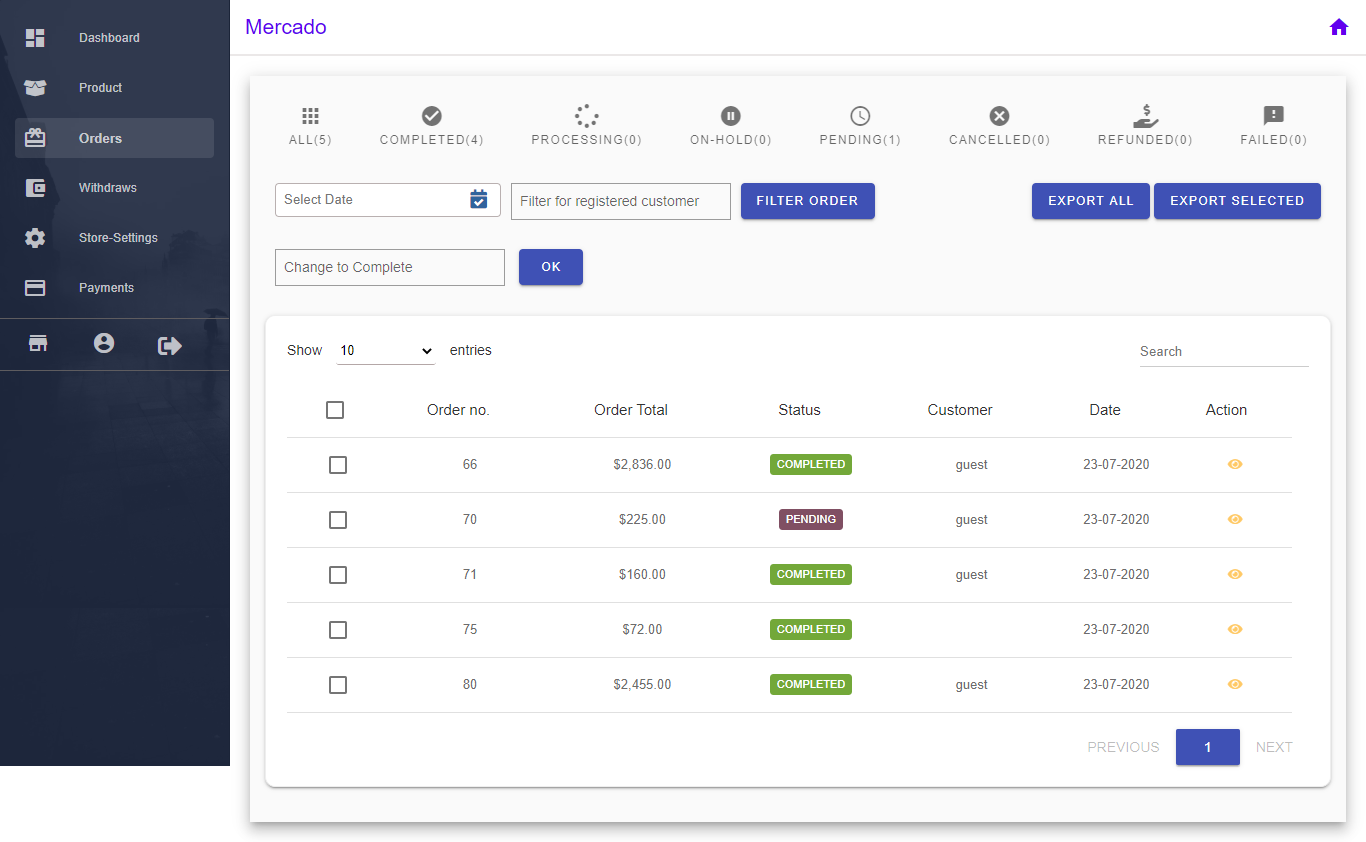 Dashboard
Product
Orders
Withdraws
Store-Settings
Payments
Mercado
ALL(5) COMPLETED(4) PROCESSING(0) ON-HOLD(0) PENDING(1) CANCELLED(0) REFUNDED(0) FAILED(0)
Select Date Filter for registered customer FILTER ORDER EXPORT ALL EXPORT SELECTED
Change to Complete OK
Show 10 entries Search
Order no. Order Total Status Customer Date Action
66 $2,836.00 COMPLETED guest 23-07-2020
70 $225.00 PENDING guest 23-07-2020
71 $160.00 COMPLETED guest 23-07-2020
75 $72.00 COMPLETED 23-07-2020
80 $2,455.00 COMPLETED guest 23-07-2020
PREVIOUS 1 NEXT